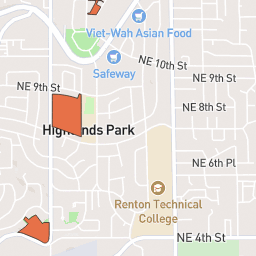 Viet-Wah Asian Food
NE 10th St
Safeway
NE 9th St
NE 9th St
NE 8th St
Highlands Park
NE 6th Pl
Renton Technical
College
NE 4th St